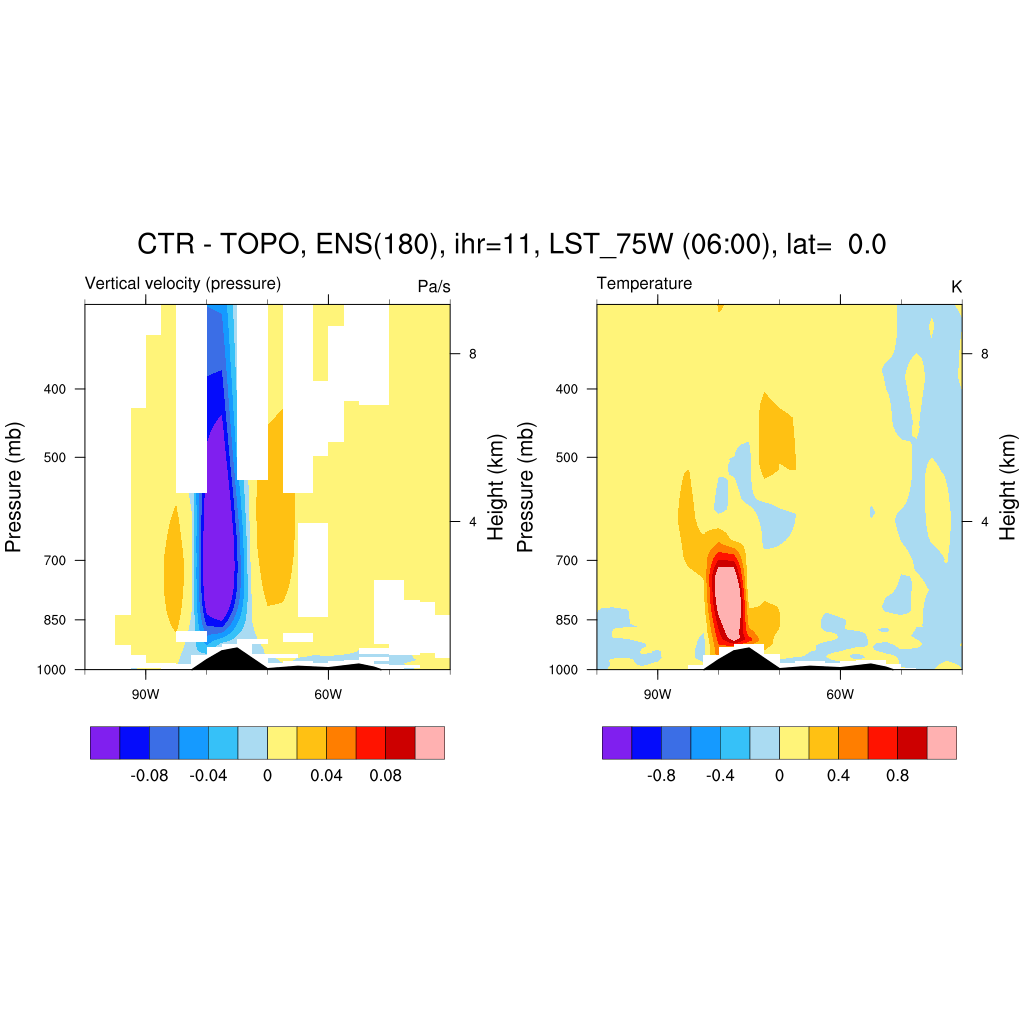 CTR - TOPO, ENS(180), ihr=11, LST_75W (06:00), lat=  0.0
Vertical velocity (pressure)
Pa/s
Temperature
K
Pressure (mb)
400
500
700
850
1000
8
4
Height (km)
90W
60W
Pressure (mb)
400
500
700
850
1000
8
4
Height (km)
90W
60W
-0.08 -0.04 0 0.04 0.08
-0.8 -0.4 0 0.4 0.8